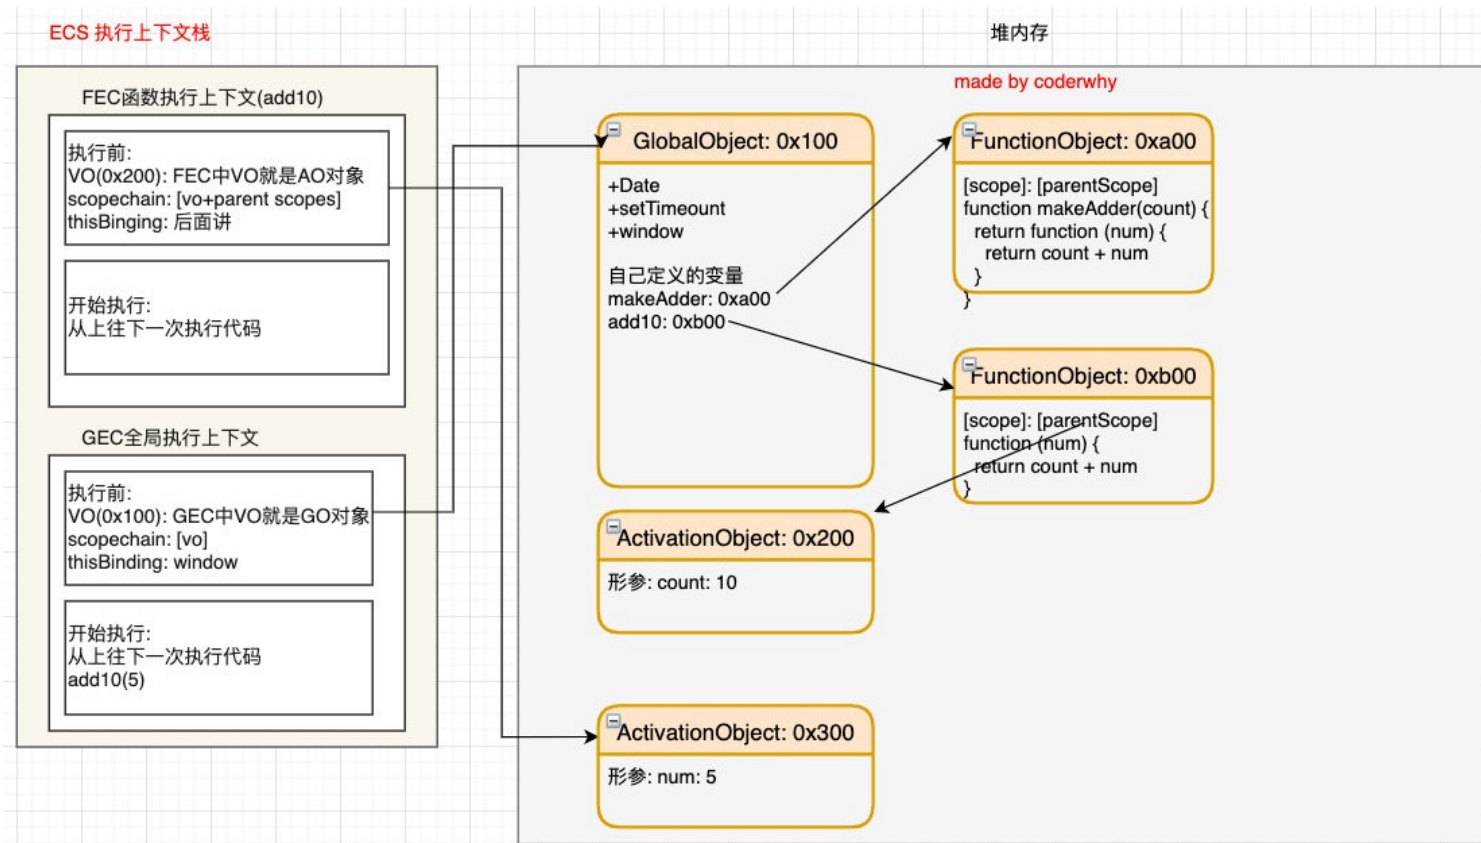 ECS 执行上下文栈
堆内存
made by coderwhy
FEC函数执行上下文(add10)
执行前:
VO(0x200): FEC中VO就是AO对象
scopechain: [vo+parent scopes]
thisBinging: 后面讲
开始执行:
从上往下一次执行代码
GEC全局执行上下文
执行前:
VO(0x100): GEC中VO就是GO对象
scopechain: [vo]
thisBinding: window
开始执行:
从上往下一次执行代码
add10(5)
GlobalObject: 0x100
+Date
+setTimeount
+window
自己定义的变量
makeAdder: 0xa00
add10: 0xb00
FunctionObject: 0xa00
[scope]: [parentScope]
function makeAdder(count) {
return function (num) {
return count + num
}
}
FunctionObject: 0xb00
[scope]: [parentScope]
function (num) {
return count + num
}
ActivationObject: 0x200
形参: count: 10
ActivationObject: 0x300
形参: num: 5